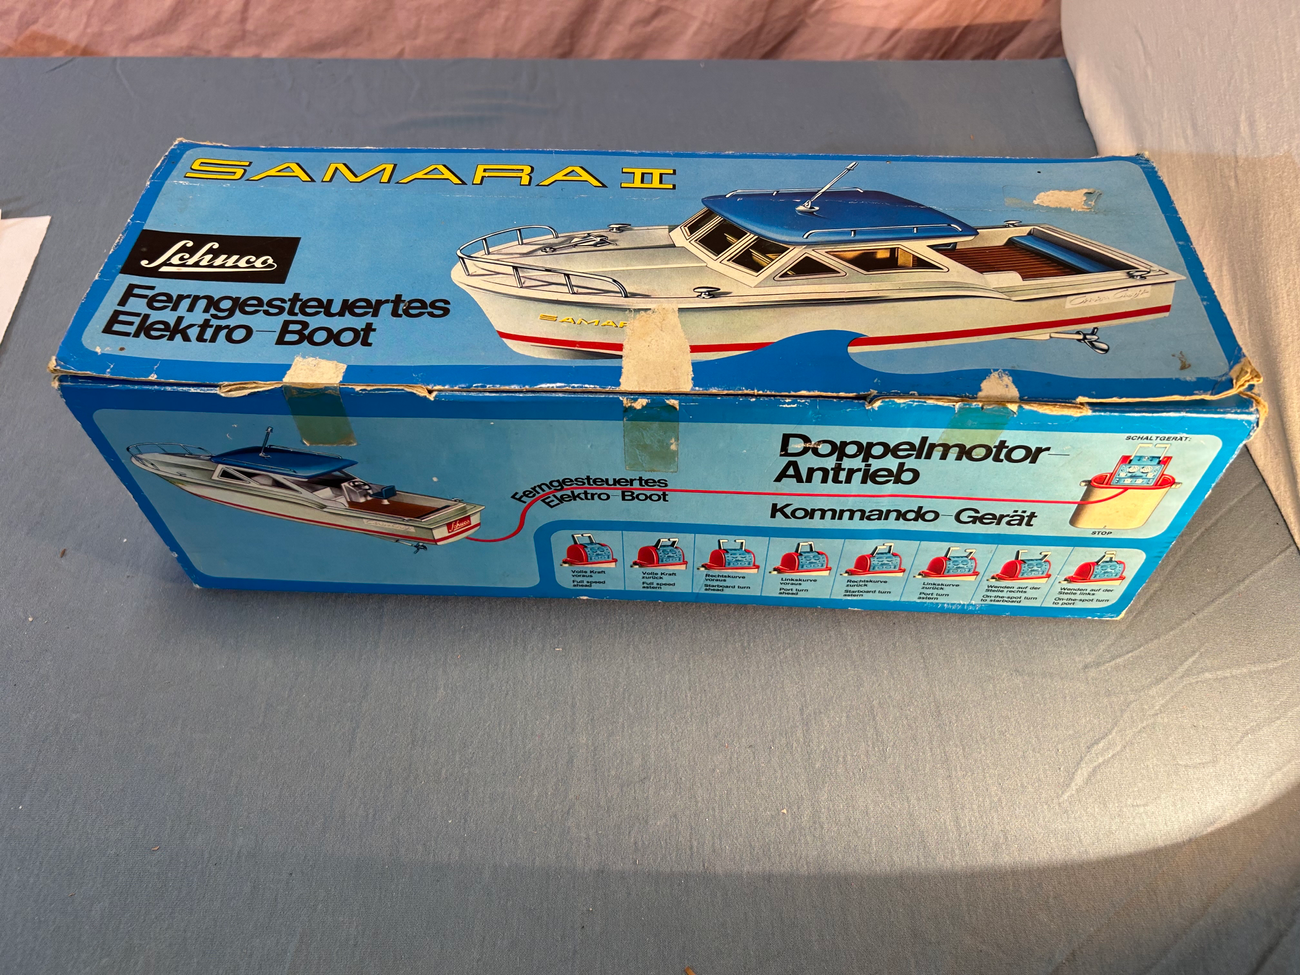 SAMARA II
Schuco
Ferngesteuertes
Elektro-Boot
SAMAR
Ferngesteuertes
Elektro-Boot
Schuco
Doppelmotor-
Antrieb
Kommando-Gerät
SCHALTGERÄT:
STOP
Volle Kraft
voraus
Full speed
ahead
Volle Kraft
zurück
Full speed
astern
Rechtskurve
voraus
Starboard turn
ahead
Linkskurve
voraus
Port turn
ahead
Rechtskurve
zurück
Starboard turn
astern
Linkskurve
zurück
Port turn
astern
Wenden auf der
Stelle rechts
On-the-spot turn
to starboard
Wenden auf der
Stelle links
On-the-spot turn
to port